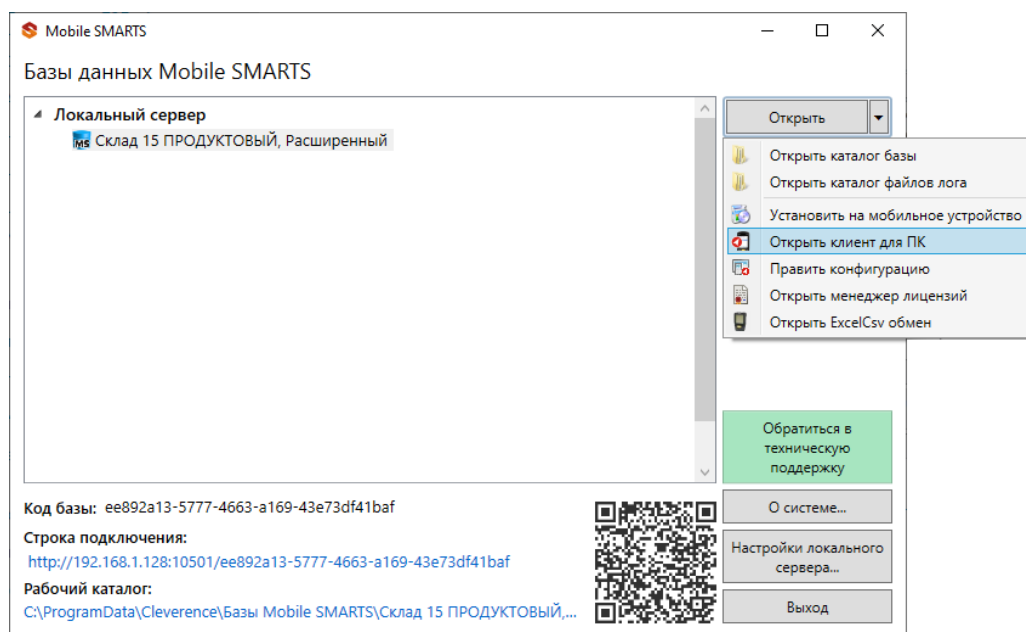 Mobile SMARTS
Базы данных Mobile SMARTS
Локальный сервер
MS
Склад 15 ПРОДУКТОВЫЙ, Расширенный
Открыть
Открыть каталог базы
Открыть каталог файлов лога
Установить на мобильное устройство
Открыть клиент для ПК
Править конфигурацию
Открыть менеджер лицензий
Открыть ExcelCsv обмен
Обратиться в
техническую
поддержку
Код базы: ee892a13-5777-4663-a169-43e73df41baf
О системе...
Строка подключения:
http://192.168.1.128:10501/ee892a13-5777-4663-a169-43e73df41baf
Настройки локального
сервера...
Рабочий каталог:
C:\ProgramData\Cleverence\Базы Mobile SMARTS\Склад 15 ПРОДУКТОВЫЙ,...
Выход